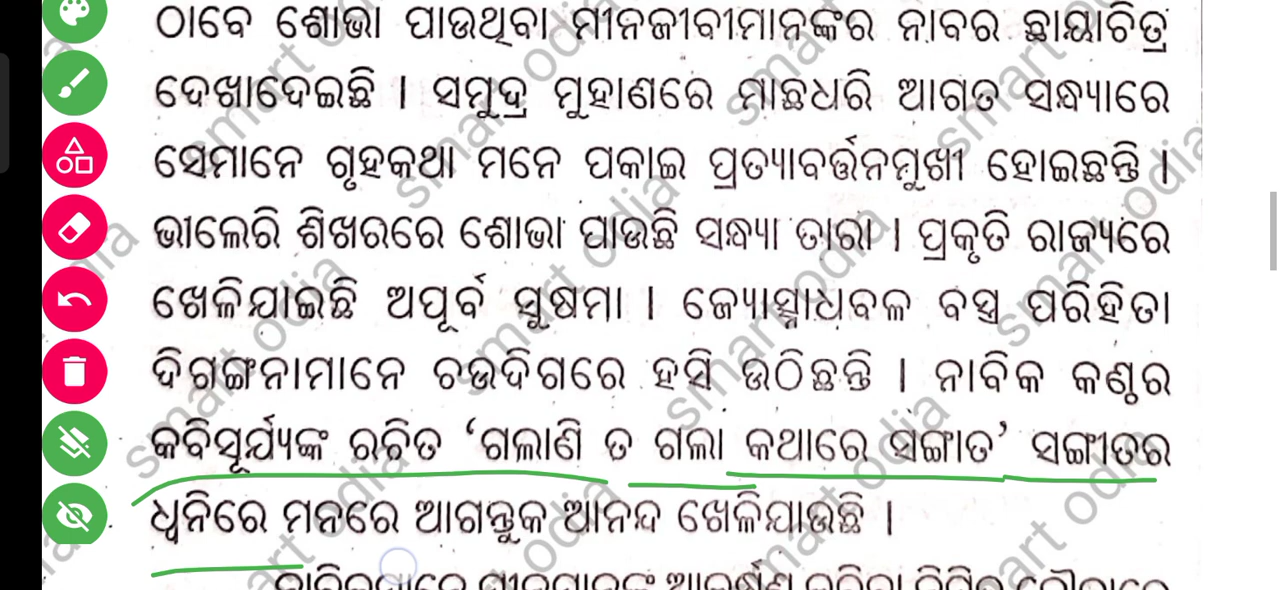 ଠାବେ ଶୋଭା ପାଉଥିବା ମୀନଜୀବୀମାନଙ୍କର ନାବର ଛାୟାଚିତ୍ର
ଦେଖାଦେଇଛି । ସମୁଦ୍ର ମୁହାଣରେ ମାଛଧରି ଆଗତ ସନ୍ଧ୍ୟାରେ
ସେମାନେ ଗୃହକଥା ମନେ ପକାଇ ପ୍ରତ୍ୟାବର୍ତ୍ତନମୁଖୀ ହୋଇଛନ୍ତି ।
ଭୀଲେରି ଶିଖରରେ ଶୋଭା ପାଉଛି ସନ୍ଧ୍ୟା ତାରା । ପ୍ରକୃତି ରାଜ୍ୟରେ
ଖେଳିଯାଇଛି ଅପୂର୍ବ ସୁଷମା । ଜ୍ୟୋତ୍ସ୍ନାଧବଳ ବସ୍ତ୍ର ପରିହିତା
ଦିଗଙ୍ଗନାମାନେ ଚଉଦିଗରେ ହସି ଉଠିଛନ୍ତି । ନାବିକ କଣ୍ଠର
କବିସୂର୍ଯ୍ୟଙ୍କ ରଚିତ ‘ଗଲାଣି ତ ଗଲା କଥାରେ ସଙ୍ଗାତ’ ସଙ୍ଗୀତର
ଧ୍ୱନିରେ ମନରେ ଆଗନ୍ତୁକ ଆନନ୍ଦ ଖେଳିଯାଉଛି ।
smart odia